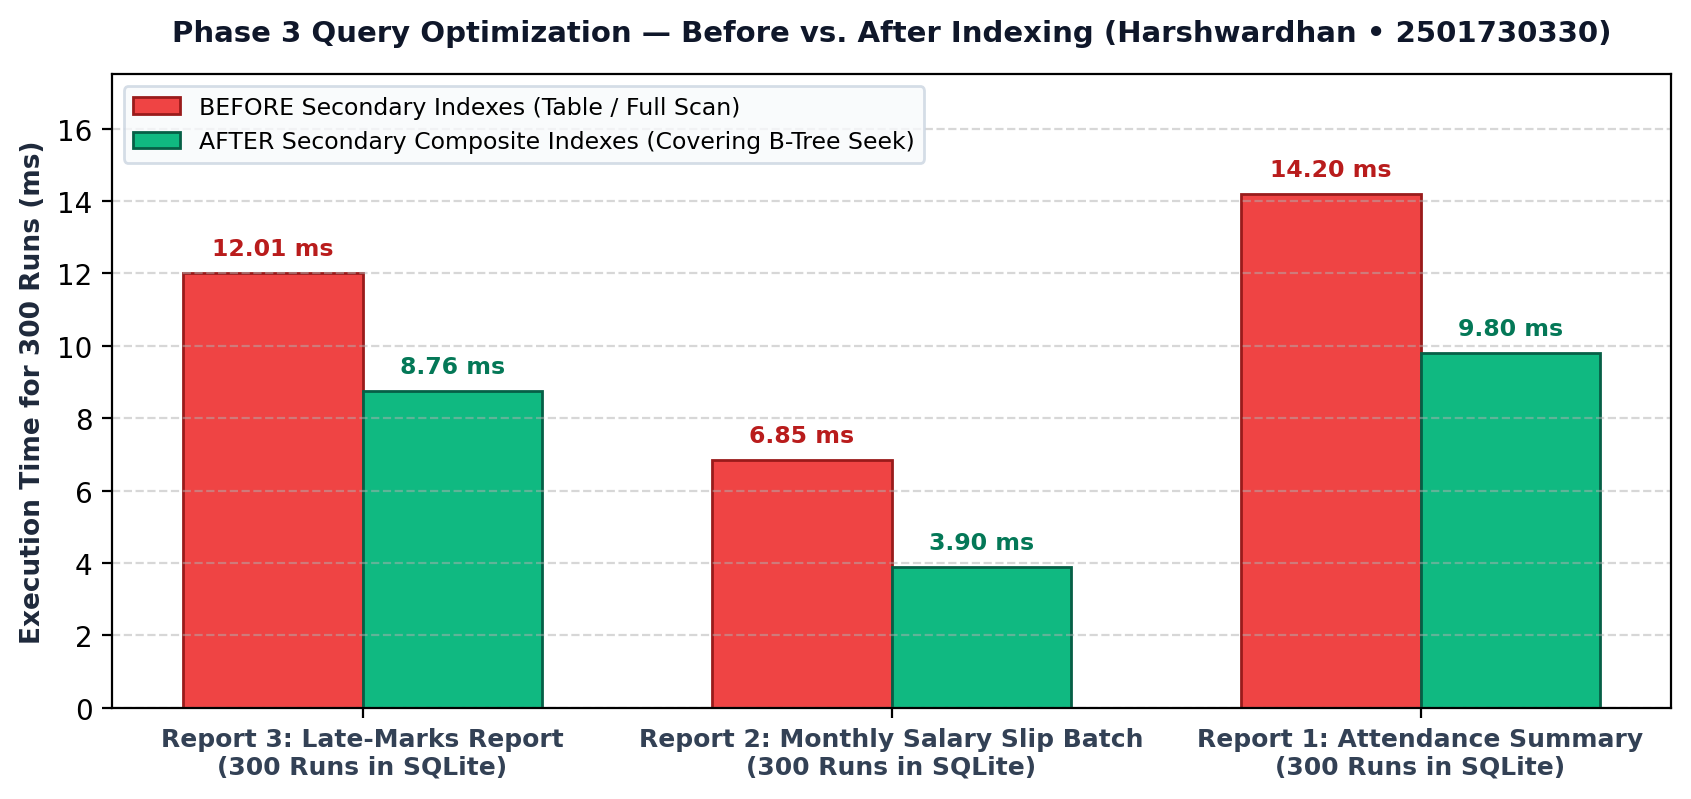 Phase 3 Query Optimization — Before vs. After Indexing (Harshwardhan • 2501730330)
BEFORE Secondary Indexes (Table / Full Scan)
AFTER Secondary Composite Indexes (Covering B-Tree Seek)
Execution Time for 300 Runs (ms)
16
14
12
10
8
6
4
2
0
12.01 ms
8.76 ms
6.85 ms
3.90 ms
14.20 ms
9.80 ms
Report 3: Late-Marks Report
(300 Runs in SQLite)
Report 2: Monthly Salary Slip Batch
(300 Runs in SQLite)
Report 1: Attendance Summary
(300 Runs in SQLite)